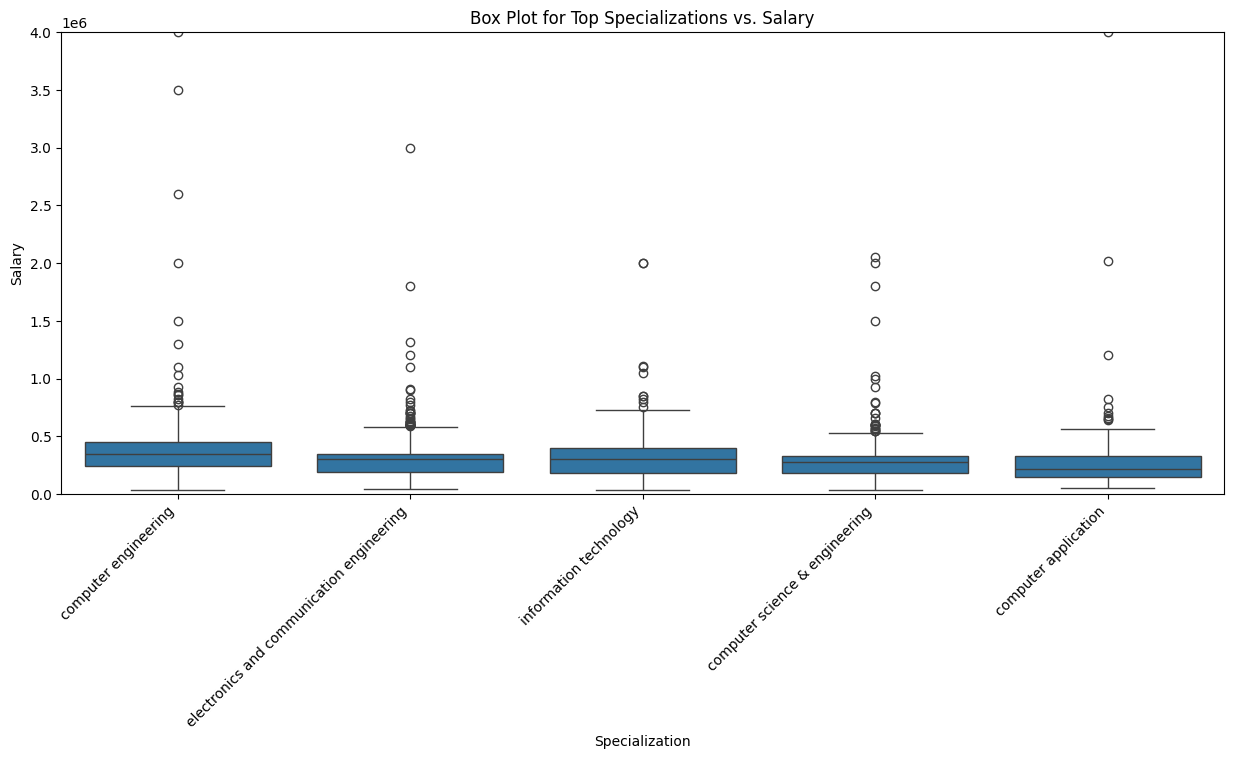 Box Plot for Top Specializations vs. Salary
1e6
4.0
3.5
3.0
2.5
2.0
1.5
1.0
0.5
0.0
Salary
computer engineering
electronics and communication engineering
information technology
computer science & engineering
computer application
Specialization